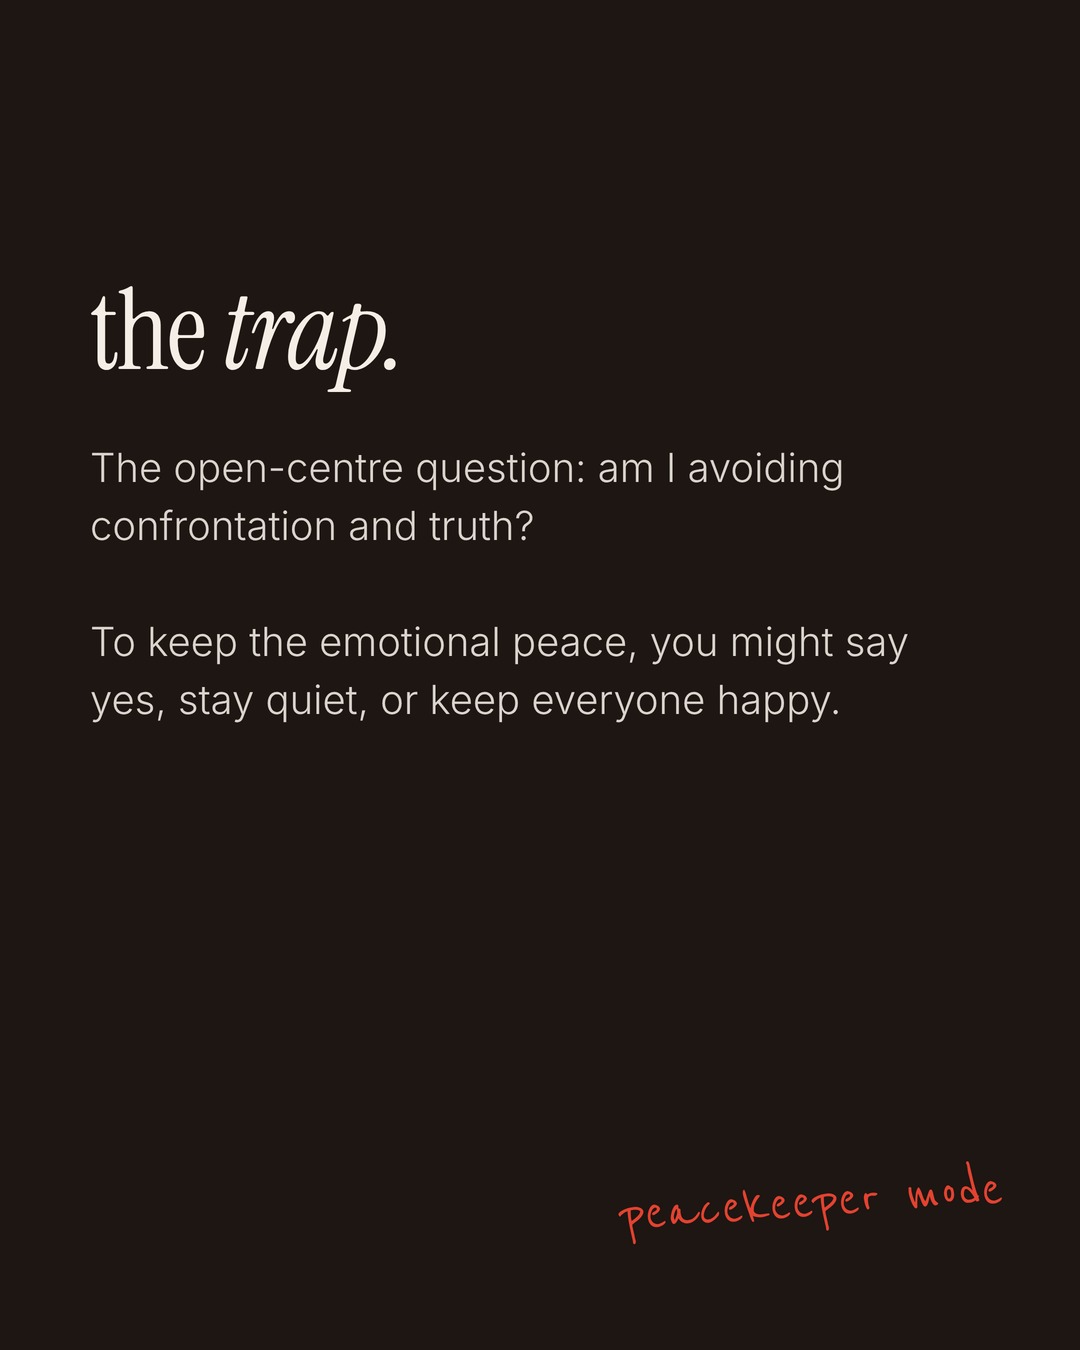 the trap.
The open-centre question: am I avoiding
confrontation and truth?
To keep the emotional peace, you might say
yes, stay quiet, or keep everyone happy.
peacekeeper mode